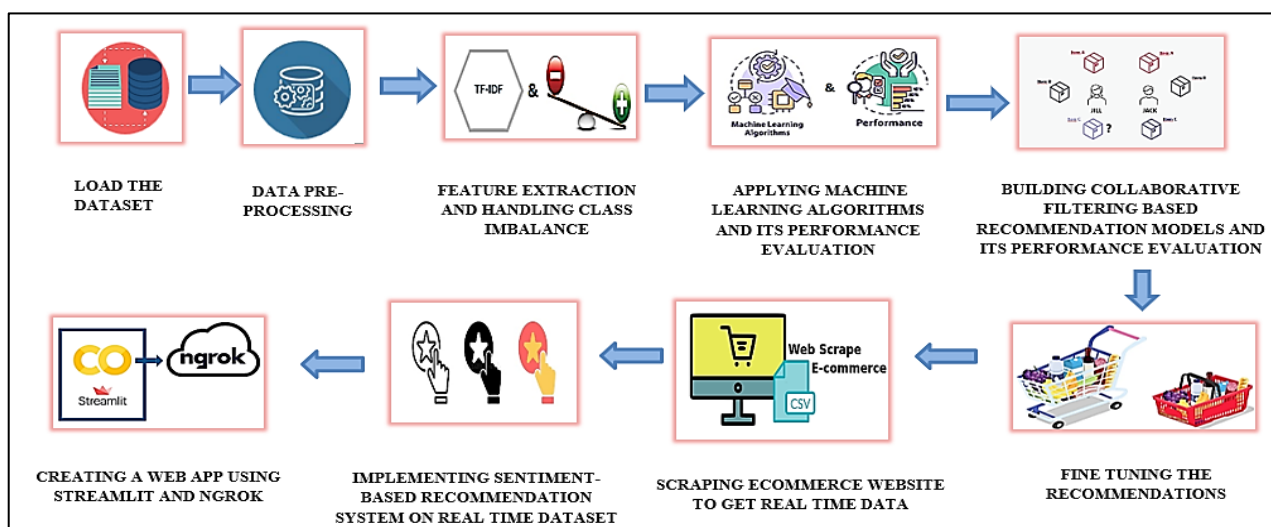 TF-IDF
&
Machine Learning
Algorithms
&
Performance
JILL
JACK
?
LOAD THE
DATASET
DATA PRE-
PROCESSING
FEATURE EXTRACTION
AND HANDLING CLASS
IMBALANCE
APPLYING MACHINE
LEARNING ALGORITHMS
AND ITS PERFORMANCE
EVALUATION
BUILDING COLLABORATIVE
FILTERING BASED
RECOMMENDATION MODELS AND
ITS PERFORMANCE EVALUATION
CO
Streamlit
ngrok
Web Scrape
E-commerce
CSV
CREATING A WEB APP USING
STREAMLIT AND NGROK
IMPLEMENTING SENTIMENT-
BASED RECOMMENDATION
SYSTEM ON REAL TIME DATASET
SCRAPING ECOMMERCE WEBSITE
TO GET REAL TIME DATA
FINE TUNING THE
RECOMMENDATIONS